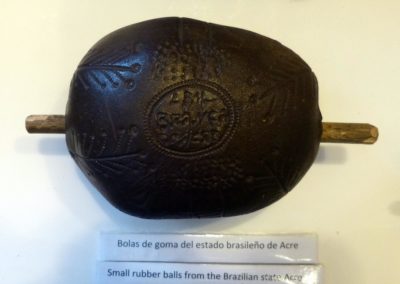 Bolas de goma del estado brasileño de Acre
Small rubber balls from the Brazilian state Acre